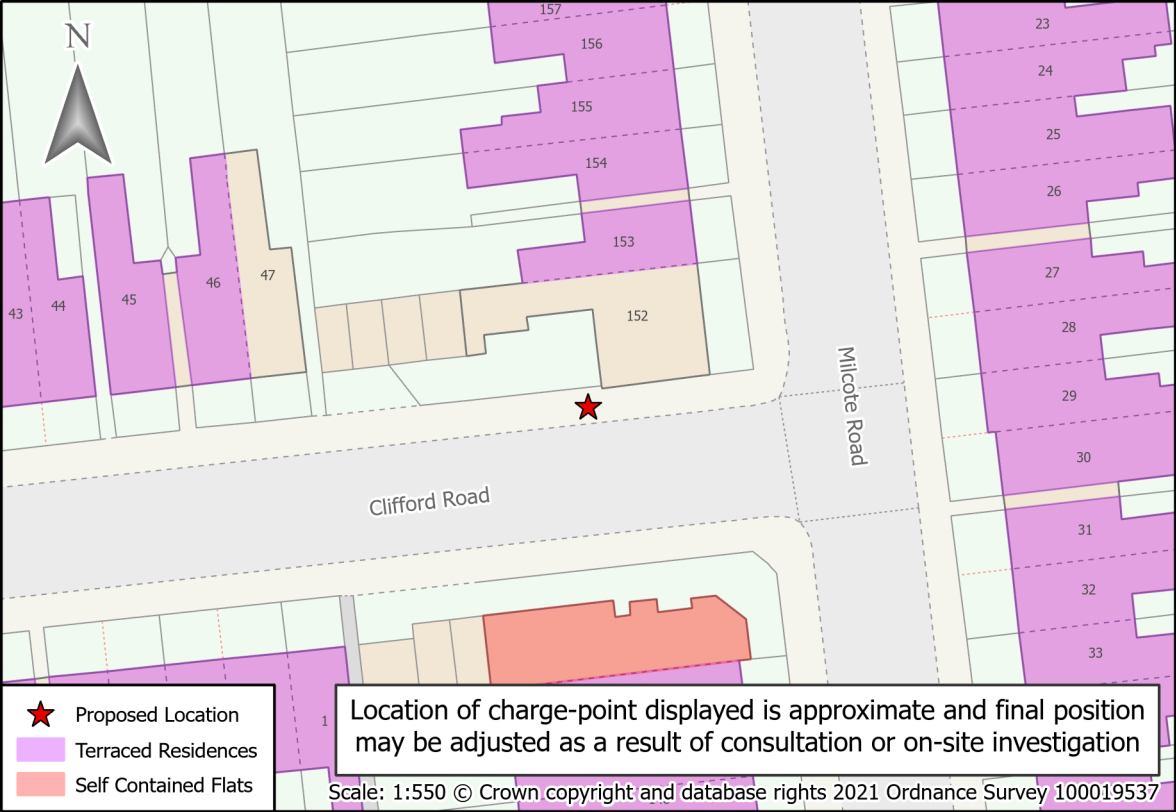 157
N
23
156
24
155
25
154
26
153
47
27
46
45
44
43
152
28
Milcote Road
29
30
Clifford Road
31
32
33
1
Proposed Location
Terraced Residences
Self Contained Flats
Location of charge-point displayed is approximate and final position
may be adjusted as a result of consultation or on-site investigation
Scale: 1:550 © Crown copyright and database rights 2021 Ordnance Survey 100019537